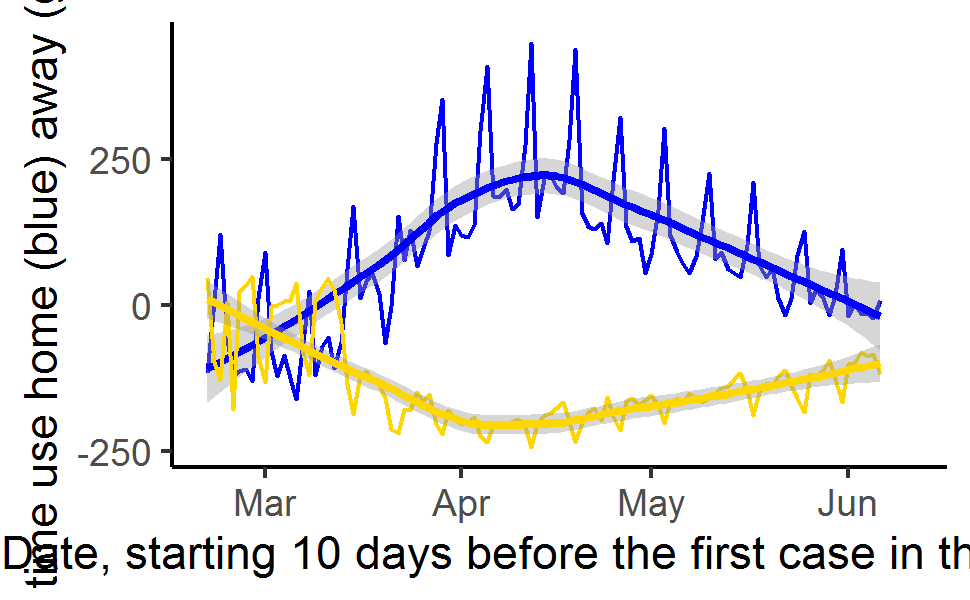 time use home (blue) away (
250
0
-250
Mar Apr May Jun
Date, starting 10 days before the first case in th